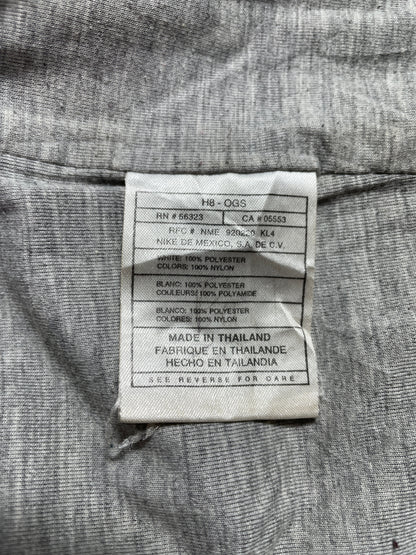 H8 - OGS
RN # 56323 CA # 05553
RFC # NME 920220 KL4
NIKE DE MEXICO, S.A. DE C.V.
WHITE: 100% POLYESTER
COLORS: 100% NYLON
BLANC: 100% POLYESTER
COULEURS: 100% POLYAMIDE
BLANCO: 100% POLYESTER
COLORES: 100% NYLON
MADE IN THAILAND
FABRIQUE EN THAILANDE
HECHO EN TAILANDIA
SEE REVERSE FOR CARE